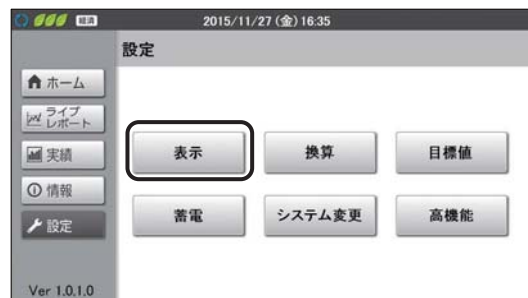 経済 2015/11/27(金)16:35
設定
ホーム
ライブ
レポート
実績
情報
設定
表示 換算 目標値
蓄電 システム変更 高機能
Ver 1.0.1.0